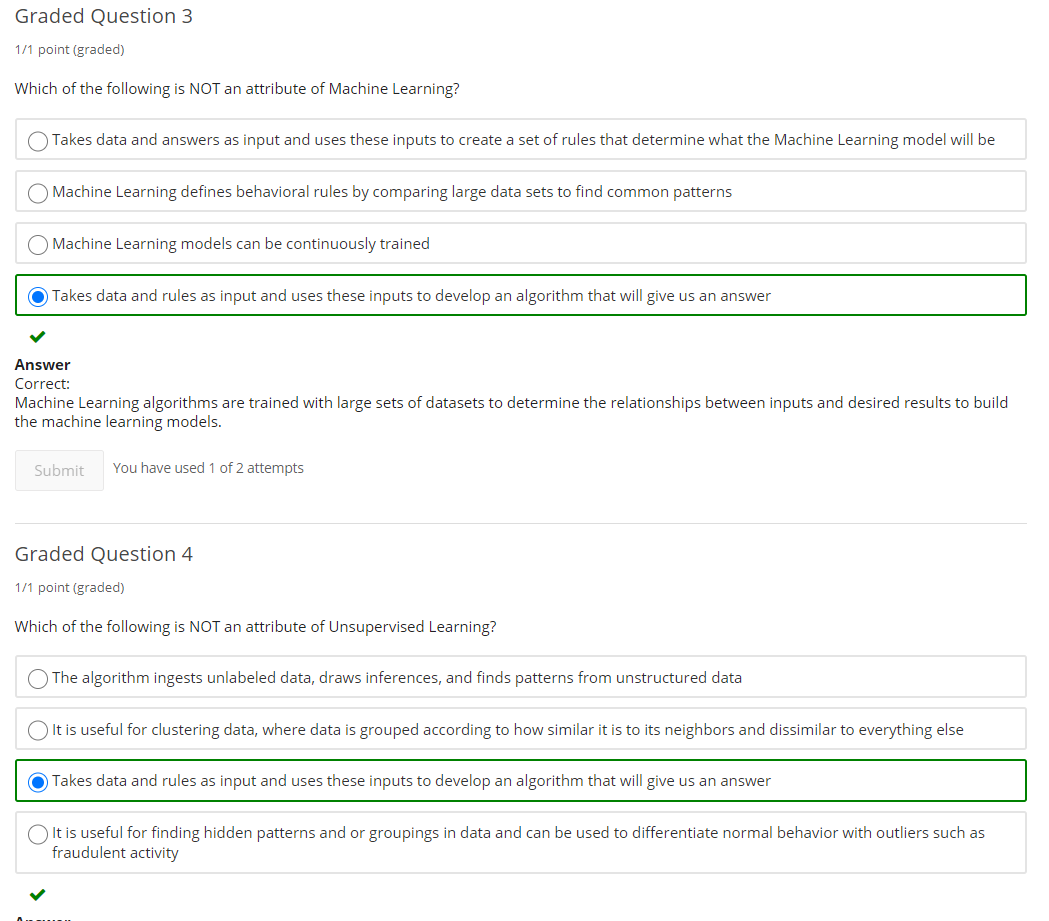 Graded Question 3
1/1 point (graded)
Which of the following is NOT an attribute of Machine Learning?
Takes data and answers as input and uses these inputs to create a set of rules that determine what the Machine Learning model will be
Machine Learning defines behavioral rules by comparing large data sets to find common patterns
Machine Learning models can be continuously trained
Takes data and rules as input and uses these inputs to develop an algorithm that will give us an answer
Answer
Correct:
Machine Learning algorithms are trained with large sets of datasets to determine the relationships between inputs and desired results to build
the machine learning models.
Submit You have used 1 of 2 attempts
Graded Question 4
1/1 point (graded)
Which of the following is NOT an attribute of Unsupervised Learning?
The algorithm ingests unlabeled data, draws inferences, and finds patterns from unstructured data
It is useful for clustering data, where data is grouped according to how similar it is to its neighbors and dissimilar to everything else
Takes data and rules as input and uses these inputs to develop an algorithm that will give us an answer
It is useful for finding hidden patterns and or groupings in data and can be used to differentiate normal behavior with outliers such as
fraudulent activity